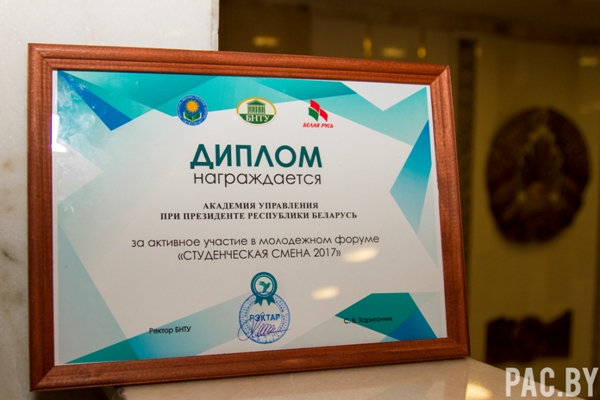 БНТУ
БЕЛАЯ РУСЬ
ДИПЛОМ
награждается
АКАДЕМИЯ УПРАВЛЕНИЯ
ПРИ ПРЕЗИДЕНТЕ РЕСПУБЛИКИ БЕЛАРУСЬ
за активное участие в молодежном форуме
«СТУДЕНЧЕСКАЯ СМЕНА 2017»
РЭКТАР
Ректор БНТУ
С. В. Харитончик
PAC.BY